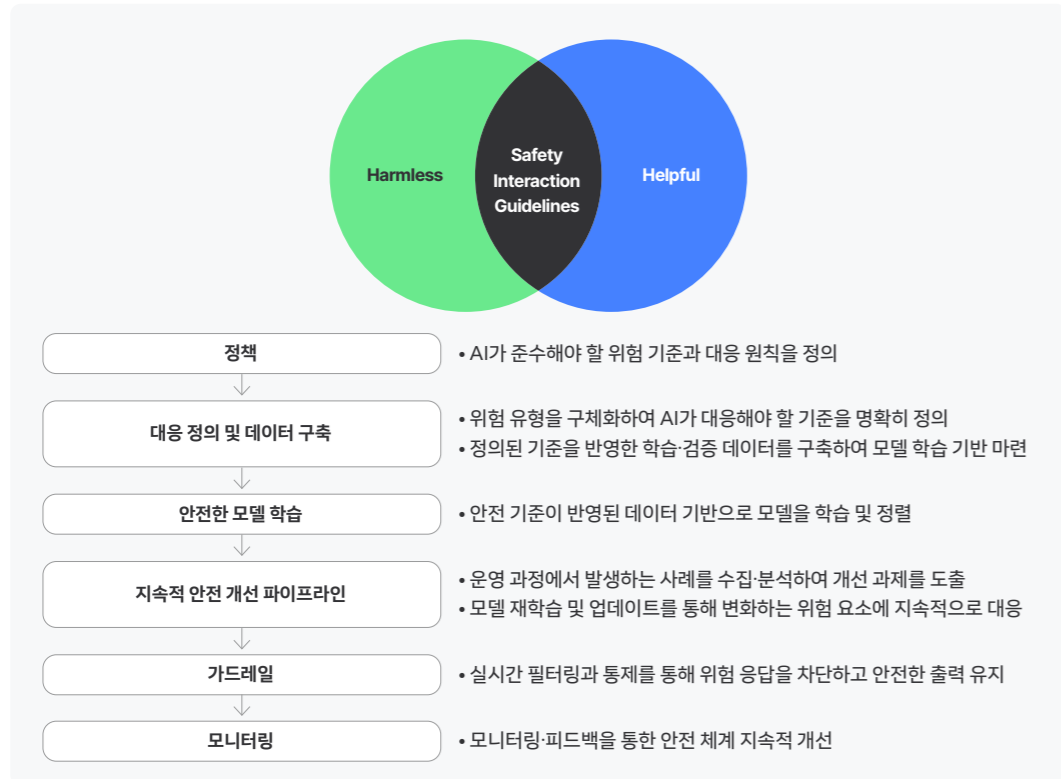 Harmless
Safety
Interaction
Guidelines
Helpful
정책
• AI가 준수해야 할 위험 기준과 대응 원칙을 정의
대응 정의 및 데이터 구축
• 위험 유형을 구체화하여 AI가 대응해야 할 기준을 명확히 정의
• 정의된 기준을 반영한 학습·검증 데이터를 구축하여 모델 학습 기반 마련
안전한 모델 학습
• 안전 기준이 반영된 데이터 기반으로 모델을 학습 및 정렬
지속적 안전 개선 파이프라인
• 운영 과정에서 발생하는 사례를 수집·분석하여 개선 과제를 도출
• 모델 재학습 및 업데이트를 통해 변화하는 위험 요소에 지속적으로 대응
가드레일
• 실시간 필터링과 통제를 통해 위험 응답을 차단하고 안전한 출력 유지
모니터링
• 모니터링·피드백을 통한 안전 체계 지속적 개선